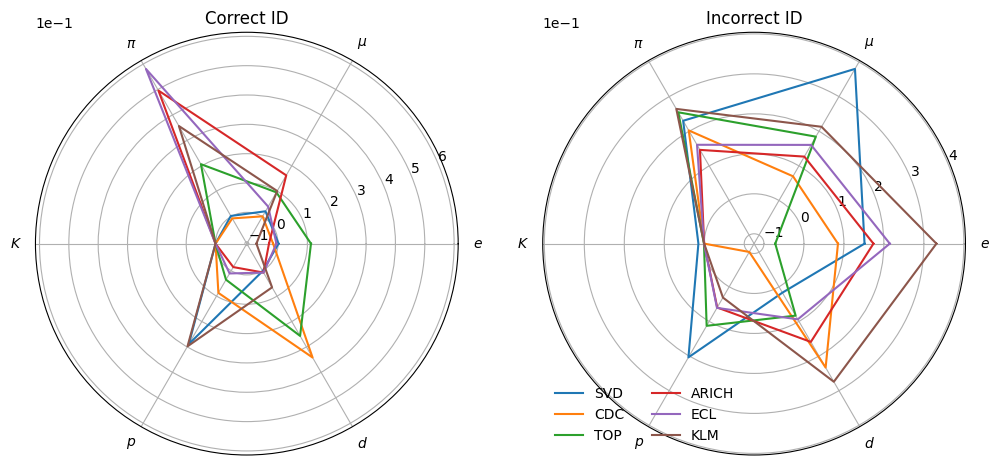 Correct ID
1e−1
π
μ
K
e
p
d
−1
0
1
2
3
4
5
6
Incorrect ID
1e−1
π
μ
K
e
p
d
−1
0
1
2
3
4
SVD
CDC
TOP
ARICH
ECL
KLM